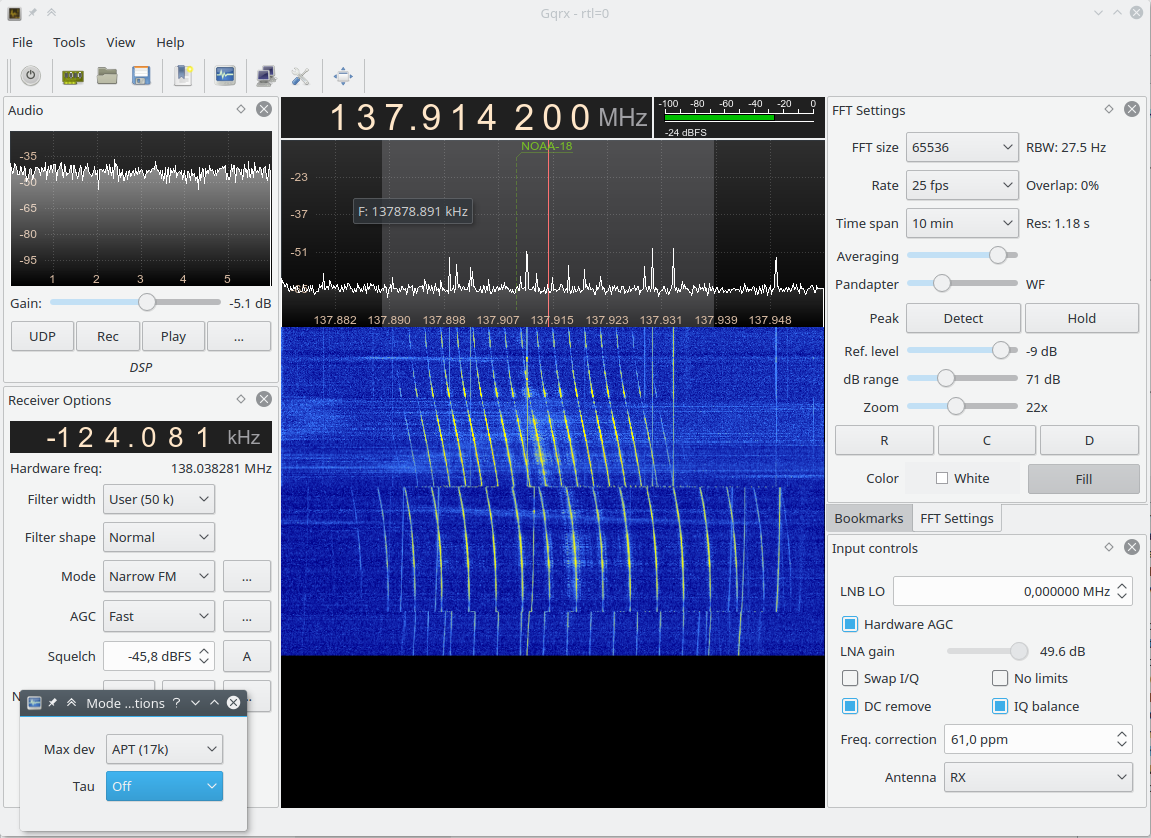 Gqrx - rtl=0
File Tools View Help
Audio
-35
-50
-65
-80
-95
1 2 3 4 5
Gain: -5.1 dB
UDP Rec Play ...
DSP
Receiver Options
-124.081 kHz
Hardware freq: 138.038281 MHz
Filter width User (50 k)
Filter shape Normal
Mode Narrow FM ...
AGC Fast ...
Squelch -45,8 dBFS A
N
Mode ...tions ?
Max dev APT (17k)
Tau Off
137.914 200 MHz
-100 -80 -60 -40 -20 0
-24 dBFS
NOAA-18
-23
F: 137878.891 kHz
-37
-51
137.882 137.890 137.898 137.907 137.915 137.923 137.931 137.939 137.948
FFT Settings
FFT size 65536 RBW: 27.5 Hz
Rate 25 fps Overlap: 0%
Time span 10 min Res: 1.18 s
Averaging
Pandapter WF
Peak Detect Hold
Ref. level -9 dB
dB range 71 dB
Zoom 22x
R C D
Color White Fill
Bookmarks FFT Settings
Input controls
LNB LO 0,000000 MHz
Hardware AGC
LNA gain 49.6 dB
Swap I/Q No limits
DC remove IQ balance
Freq. correction 61,0 ppm
Antenna RX